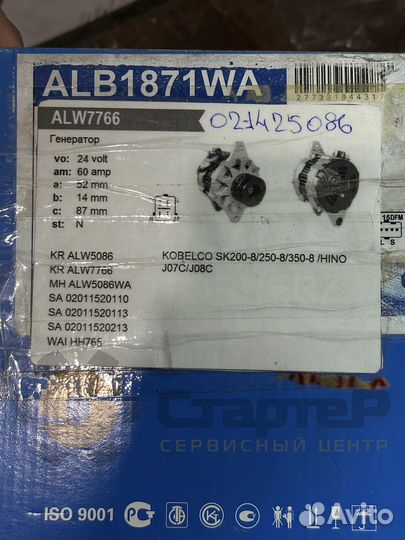 ALB1871WA
ALW7766
021425086
Генератор
vo: 24 volt
am: 60 amp
a: 52 mm
b: 14 mm
c: 87 mm
st: N
15DFM
L S
KR ALW5086
KR ALW7766
MH ALW5086WA
SA 02011520110
SA 02011520113
SA 02011520213
WAI HH765
KOBELCO SK200-8/250-8/350-8 /HINO
J07C/J08C
СтартеР
СЕРВИСНЫЙ ЦЕНТР
ISO 9001
Avito